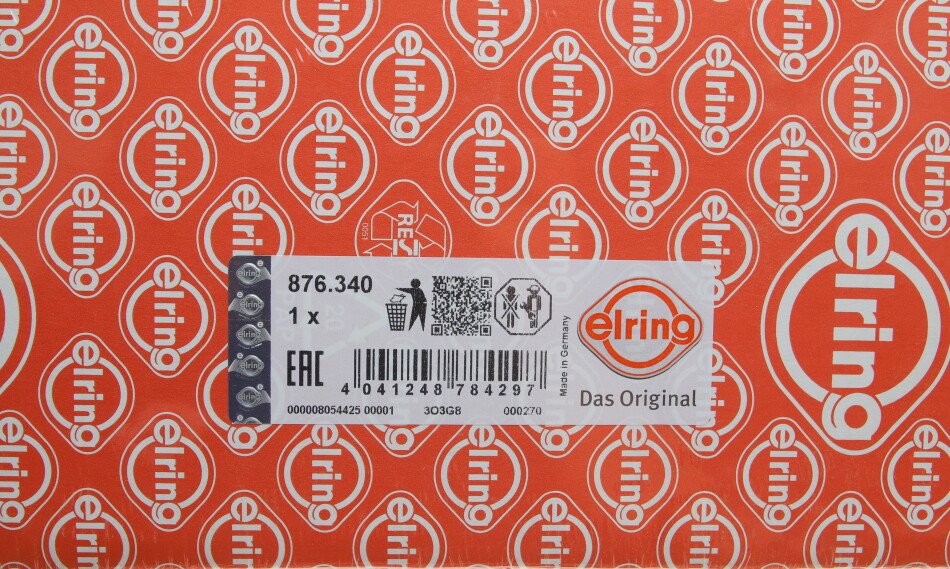 876.340
1 x
EAC
4 041248 784297
000008054425 00001 3O3G8 000270
Made in Germany
elring
Das Original
elring